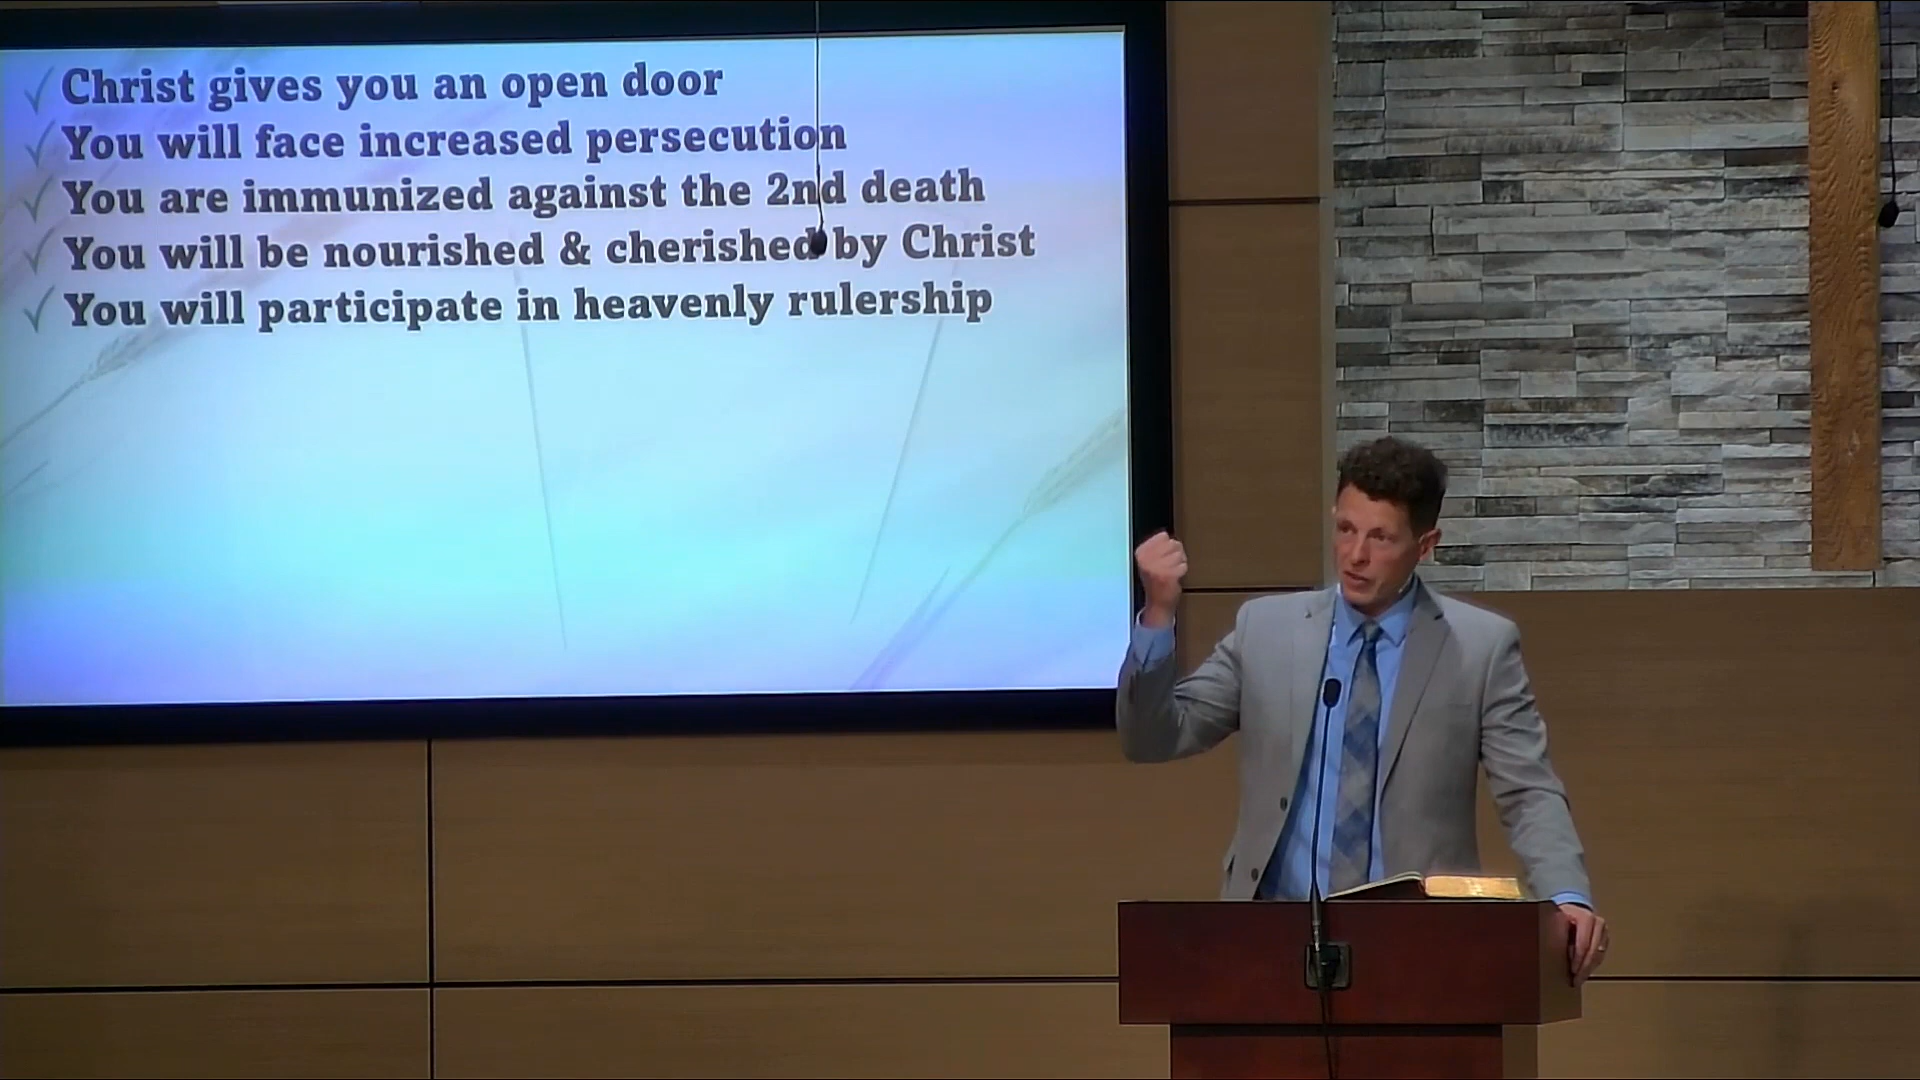 Christ gives you an open door
You will face increased persecution
You are immunized against the 2nd death
You will be nourished & cherished by Christ
You will participate in heavenly rulership